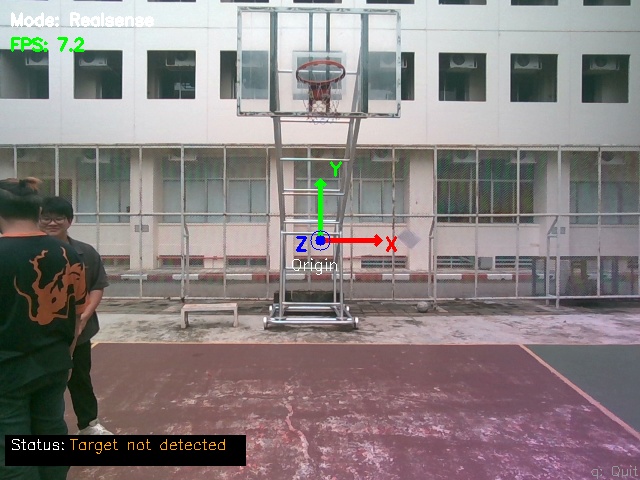 Mode: Realsense
FPS: 7.2
Y
Z
X
Origin
Status: Target not detected
q: Quit